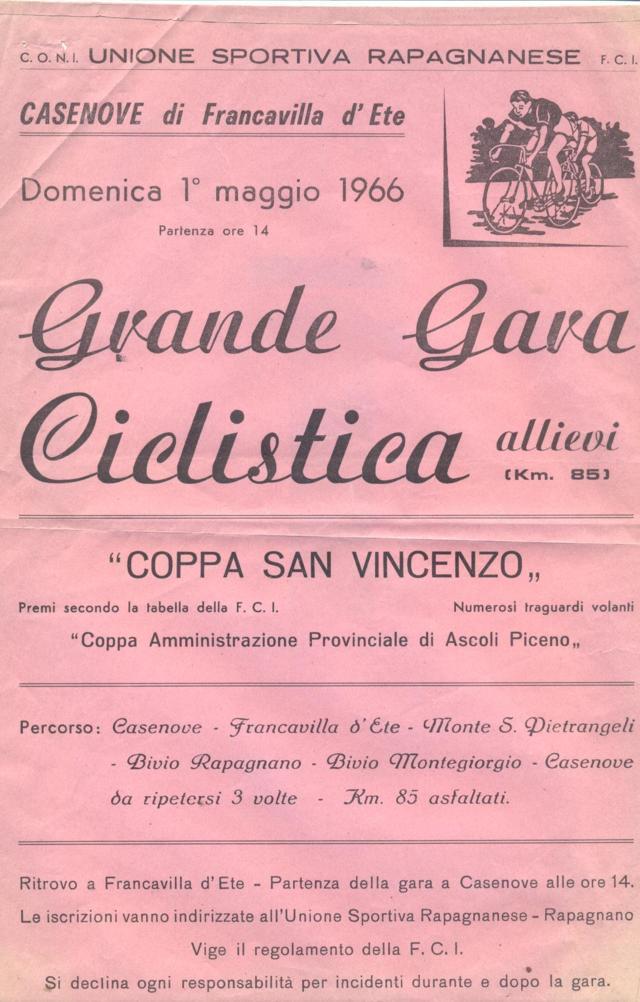 C. O. N. I. UNIONE SPORTIVA RAPAGNANESE F. C. I.
CASENOVE di Francavilla d'Ete
Domenica 1° maggio 1966
Partenza ore 14
Grande Gara
Ciclistica allievi
(Km. 85)
"COPPA SAN VINCENZO„
Premi secondo la tabella della F. C. I. Numerosi traguardi volanti
"Coppa Amministrazione Provinciale di Ascoli Piceno„
Percorso: Casenove - Francavilla d'Ete - Monte S. Pietrangeli
- Bivio Rapagnano - Bivio Montegiorgio - Casenove
da ripetersi 3 volte - Km. 85 asfaltati.
Ritrovo a Francavilla d'Ete - Partenza della gara a Casenove alle ore 14.
Le iscrizioni vanno indirizzate all'Unione Sportiva Rapagnanese - Rapagnano
Vige il regolamento della F. C. I.
Si declina ogni responsabilità per incidenti durante e dopo la gara.